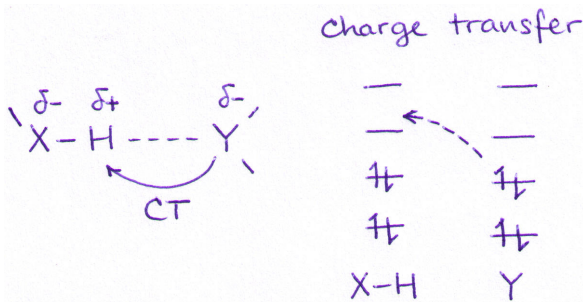 Charge transfer
δ- δ+ δ-
X-H----Y
CT
X-H Y